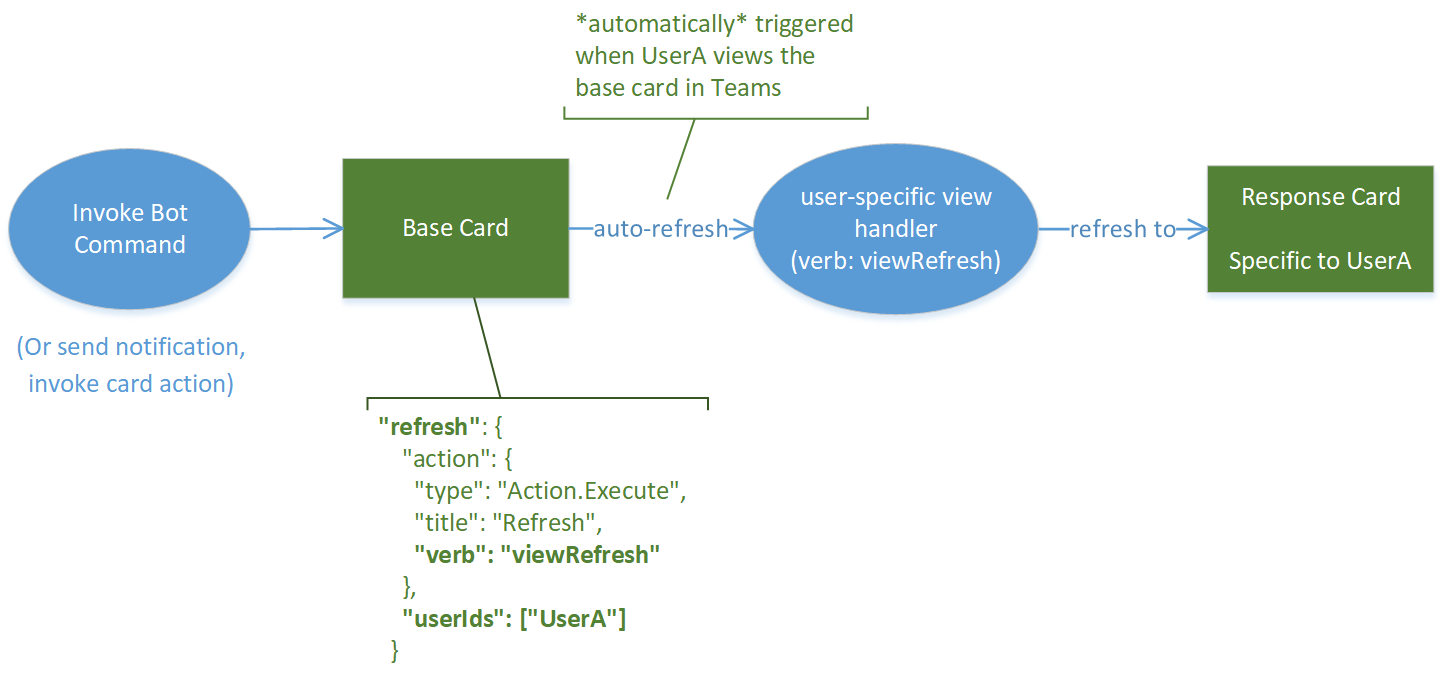 *automatically* triggered
when UserA views the
base card in Teams
Invoke Bot
Command
(Or send notification,
invoke card action)
Base Card
auto-refresh
user-specific view
handler
(verb: viewRefresh)
refresh to
Response Card
Specific to UserA
"refresh": {
"action": {
"type": "Action.Execute",
"title": "Refresh",
"verb": "viewRefresh"
},
"userIds": ["UserA"]
}